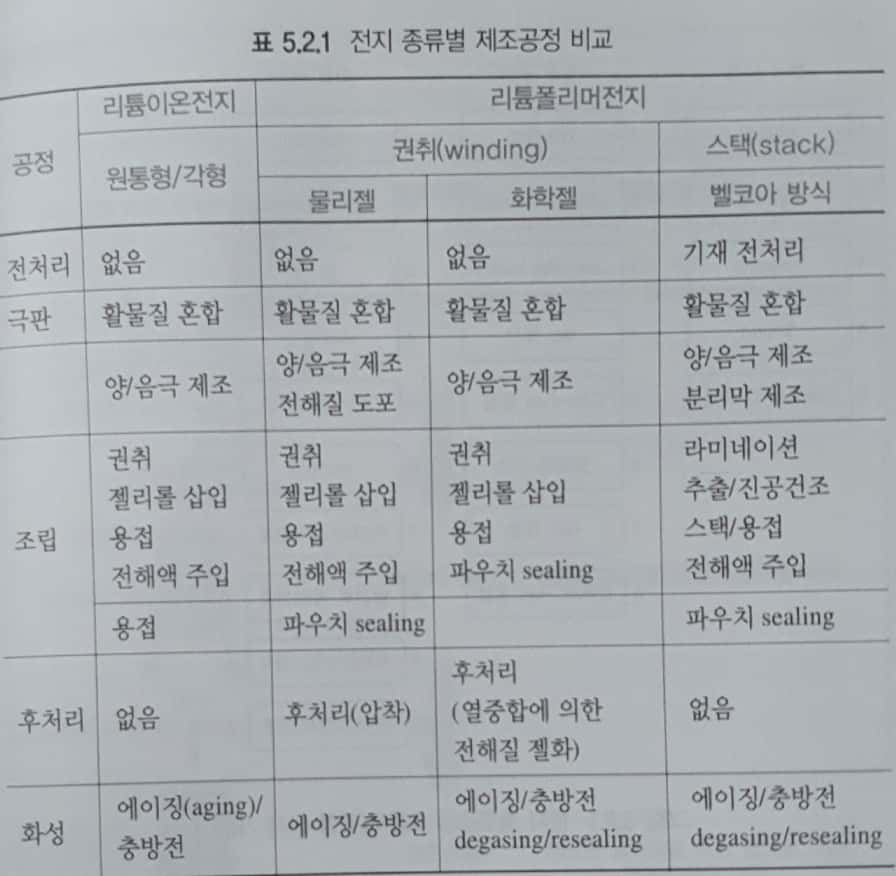 표 5.2.1 전지 종류별 제조공정 비교
공정 리튬이온전지 리튬폴리머전지
원통형/각형 권취(winding) 스택(stack)
물리젤 화학젤 벨코아 방식
전처리 없음 없음 없음 기재 전처리
극판 활물질 혼합 활물질 혼합 활물질 혼합 활물질 혼합
양/음극 제조 양/음극 제조 양/음극 제조 양/음극 제조
전해질 도포 분리막 제조
조립 권취 권취 권취 라미네이션
젤리롤 삽입 젤리롤 삽입 젤리롤 삽입 추출/진공건조
용접 용접 용접 스택/용접
전해액 주입 전해액 주입 파우치 sealing 전해액 주입
용접 파우치 sealing 파우치 sealing
후처리 없음 후처리(압착) 후처리 없음
(열중합에 의한
전해질 젤화)
화성 에이징(aging)/ 에이징/충방전 에이징/충방전 에이징/충방전
충방전 degasing/resealing degasing/resealing